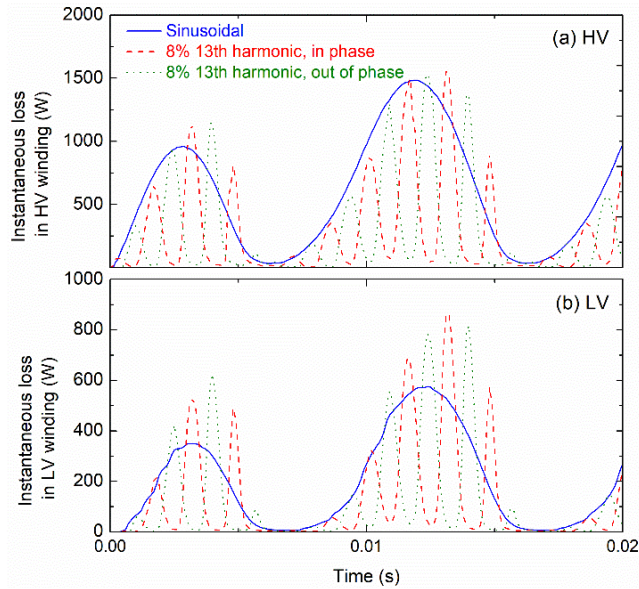 2000
1500
1000
500
Instantaneous loss
in HV winding (W)
Sinusoidal
8% 13th harmonic, in phase
8% 13th harmonic, out of phase
(a) HV
1000
800
600
400
200
0
Instantaneous loss
in LV winding (W)
(b) LV
0.00
0.01
0.02
Time (s)